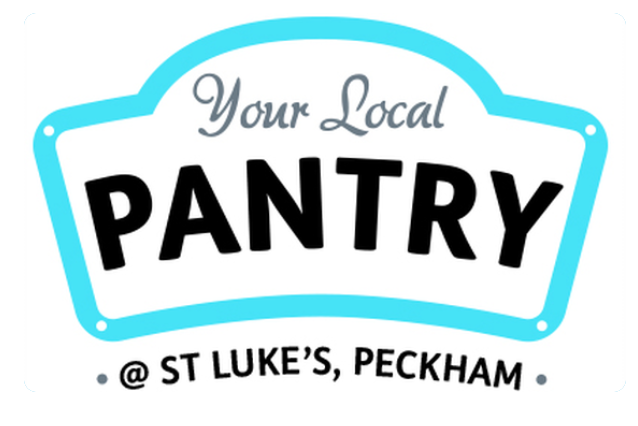 Your Local
PANTRY
• @ ST LUKE'S, PECKHAM •